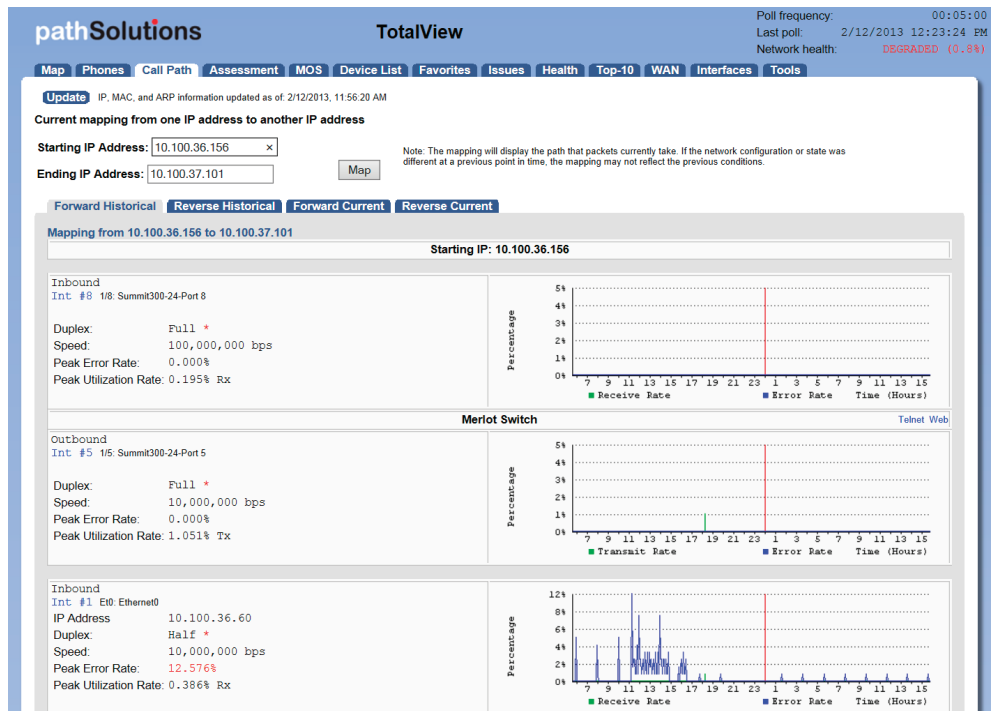 pathSolutions
TotalView
Poll frequency: 00:05:00
Last poll: 2/12/2013 12:23:24 PM
Network health: DEGRADED (0.8%)
Map Phones Call Path Assessment MOS Device List Favorites Issues Health Top-10 WAN Interfaces Tools
Update IP, MAC, and ARP information updated as of: 2/12/2013, 11:56:20 AM
Current mapping from one IP address to another IP address
Starting IP Address: 10.100.36.156 ×
Ending IP Address: 10.100.37.101
Map
Note: The mapping will display the path that packets currently take. If the network configuration or state was
different at a previous point in time, the mapping may not reflect the previous conditions.
Forward Historical Reverse Historical Forward Current Reverse Current
Mapping from 10.100.36.156 to 10.100.37.101
Starting IP: 10.100.36.156
Inbound
Int #8 1/8: Summit300-24-Port 8
Duplex: Full *
Speed: 100,000,000 bps
Peak Error Rate: 0.000%
Peak Utilization Rate: 0.195% Rx
Percentage
5%
4%
3%
2%
1%
0%
7 9 11 13 15 17 19 21 23 1 3 5 7 9 11 13 15
Receive Rate Error Rate Time (Hours)
Merlot Switch
Telnet Web
Outbound
Int #5 1/5: Summit300-24-Port 5
Duplex: Full *
Speed: 10,000,000 bps
Peak Error Rate: 0.000%
Peak Utilization Rate: 1.051% Tx
Percentage
5%
4%
3%
2%
1%
0%
7 9 11 13 15 17 19 21 23 1 3 5 7 9 11 13 15
Transmit Rate Error Rate Time (Hours)
Inbound
Int #1 Et0: Ethernet0
IP Address 10.100.36.60
Duplex: Half *
Speed: 10,000,000 bps
Peak Error Rate: 12.576%
Peak Utilization Rate: 0.386% Rx
Percentage
12%
8%
6%
4%
2%
0%
7 9 11 13 15 17 19 21 23 1 3 5 7 9 11 13 15
Receive Rate Error Rate Time (Hours)